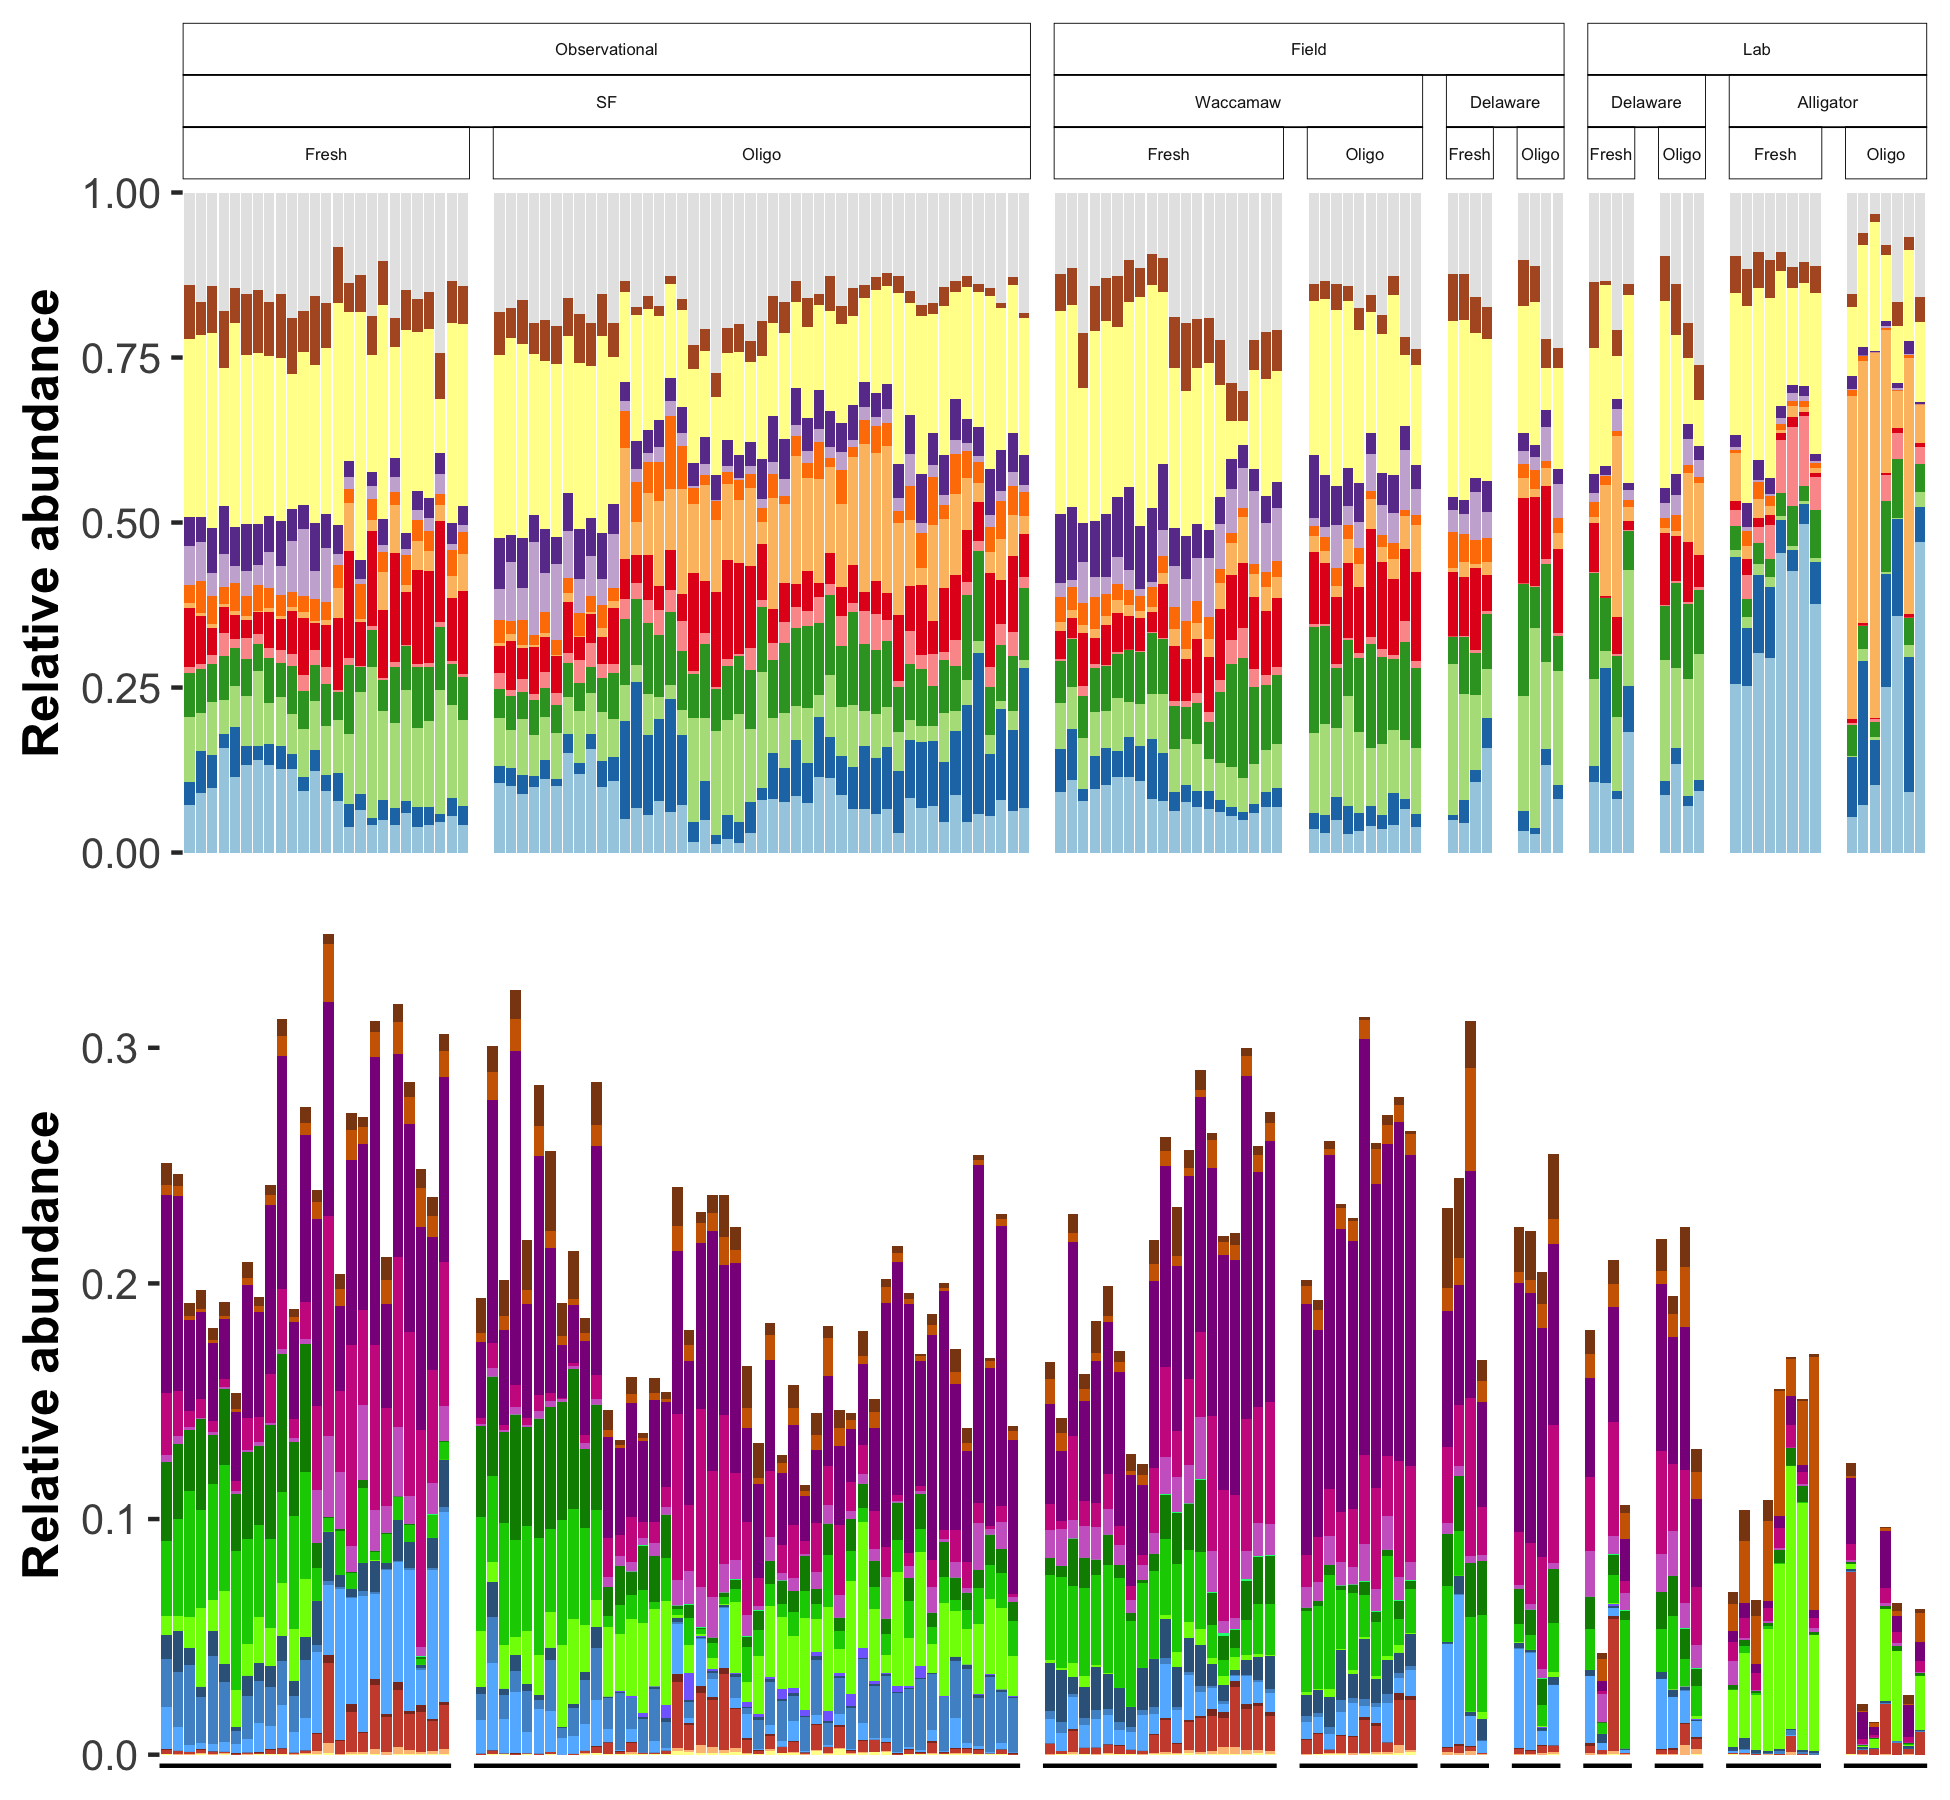 Observational Field Lab
SF Waccamaw Delaware Delaware Alligator
Fresh Oligo Fresh Oligo Fresh Oligo Fresh Oligo Fresh Oligo
1.00
0.75
0.50
0.25
0.00
Relative abundance
0.3
0.2
0.1
0.0
Relative abundance